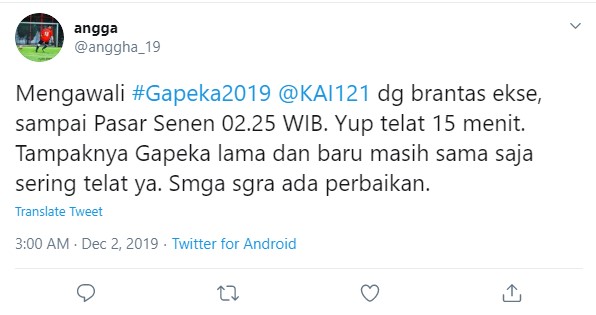 angga
@anggha_19
Mengawali #Gapeka2019 @KAI121 dg brantas ekse,
sampai Pasar Senen 02.25 WIB. Yup telat 15 menit.
Tampaknya Gapeka lama dan baru masih sama saja
sering telat ya. Smga sgra ada perbaikan.
Translate Tweet
3:00 AM · Dec 2, 2019 · Twitter for Android